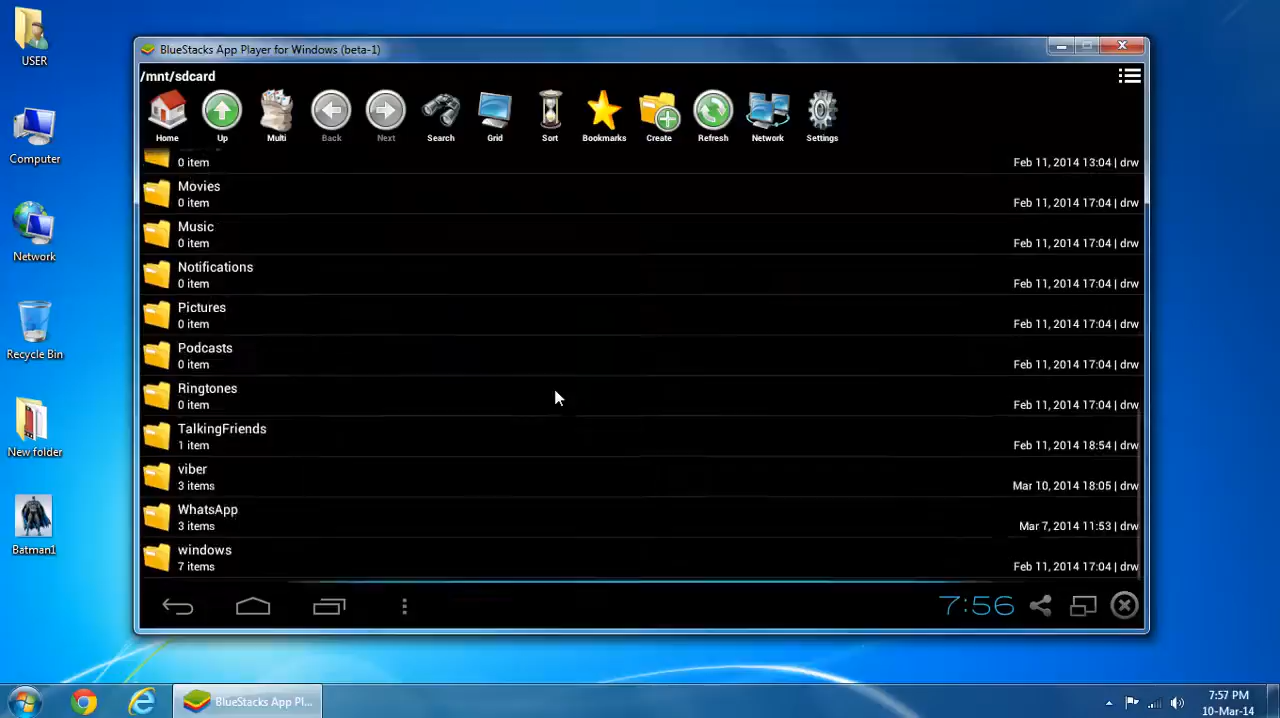 USER
Computer
Network
Recycle Bin
New folder
Batman1
BlueStacks App Player for Windows (beta-1)
/mnt/sdcard
Home Up Multi Back Next Search Grid Sort Bookmarks Create Refresh Network Settings
0 item Feb 11, 2014 13:04 | drw
Movies
0 item Feb 11, 2014 17:04 | drw
Music
0 item Feb 11, 2014 17:04 | drw
Notifications
0 item Feb 11, 2014 17:04 | drw
Pictures
0 item Feb 11, 2014 17:04 | drw
Podcasts
0 item Feb 11, 2014 17:04 | drw
Ringtones
0 item Feb 11, 2014 17:04 | drw
TalkingFriends
1 item Feb 11, 2014 18:54 | drw
viber
3 items Mar 10, 2014 18:05 | drw
WhatsApp
3 items Mar 7, 2014 11:53 | drw
windows
7 items Feb 11, 2014 17:04 | drw
7:56
BlueStacks App Pl...
7:57 PM
10-Mar-14